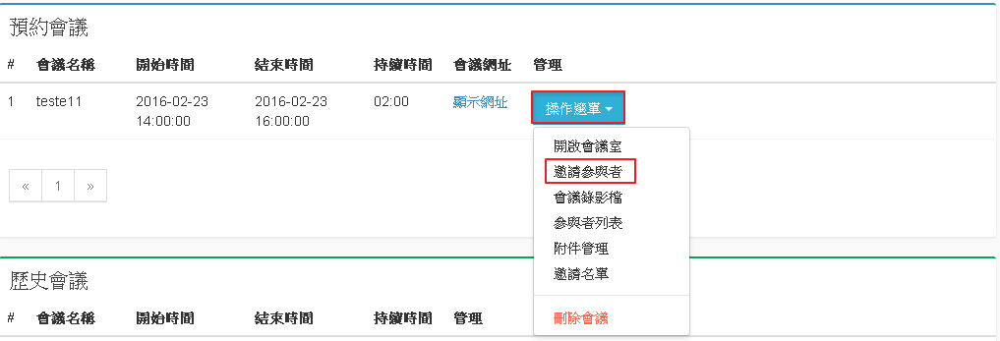 預約會議
# 會議名稱 開始時間 結束時間 持續時間 會議網址 管理
1 teste11 2016-02-23 14:00:00 2016-02-23 16:00:00 02:00 顯示網址 操作選單
開啟會議室
邀請參與者
會議錄影檔
參與者列表
附件管理
邀請名單
刪除會議
« 1 »
歷史會議
# 會議名稱 開始時間 結束時間 持續時間 管理